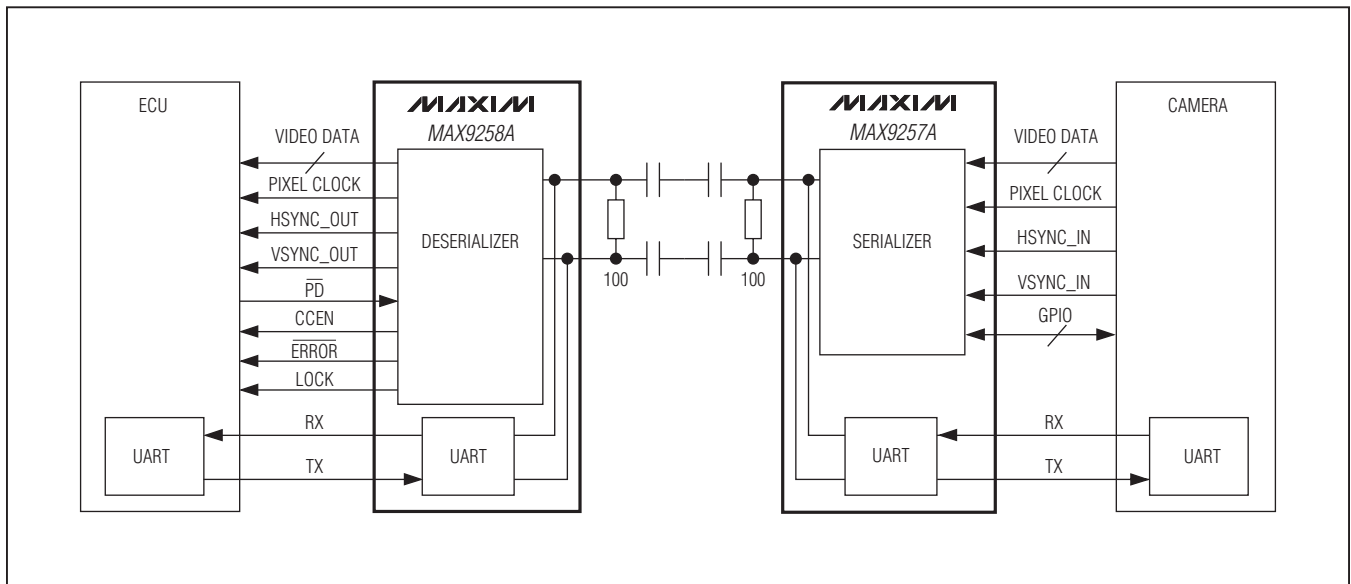 ECU
MAXIM
MAX9258A
VIDEO DATA
PIXEL CLOCK
HSYNC_OUT
VSYNC_OUT
PD
CCEN
ERROR
LOCK
DESERIALIZER
RX
TX
UART
UART
100
100
MAXIM
MAX9257A
SERIALIZER
UART
CAMERA
VIDEO DATA
PIXEL CLOCK
HSYNC_IN
VSYNC_IN
GPIO
RX
TX
UART